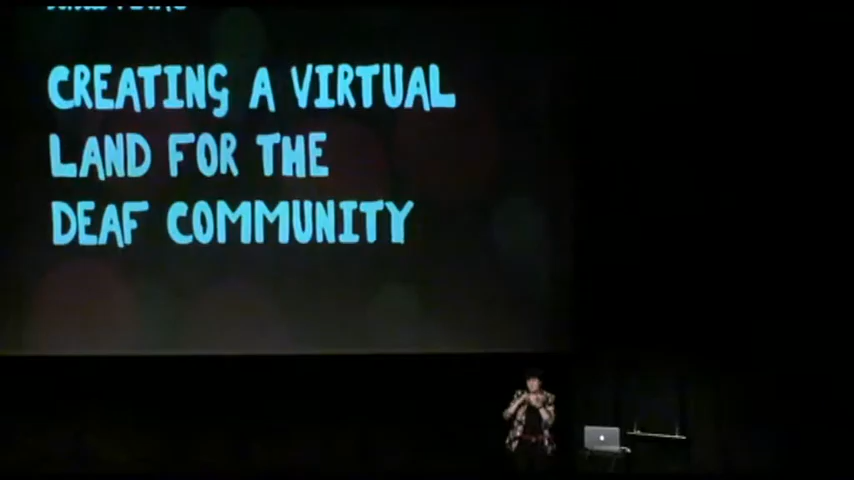 CREATING A VIRTUAL
LAND FOR THE
DEAF COMMUNITY